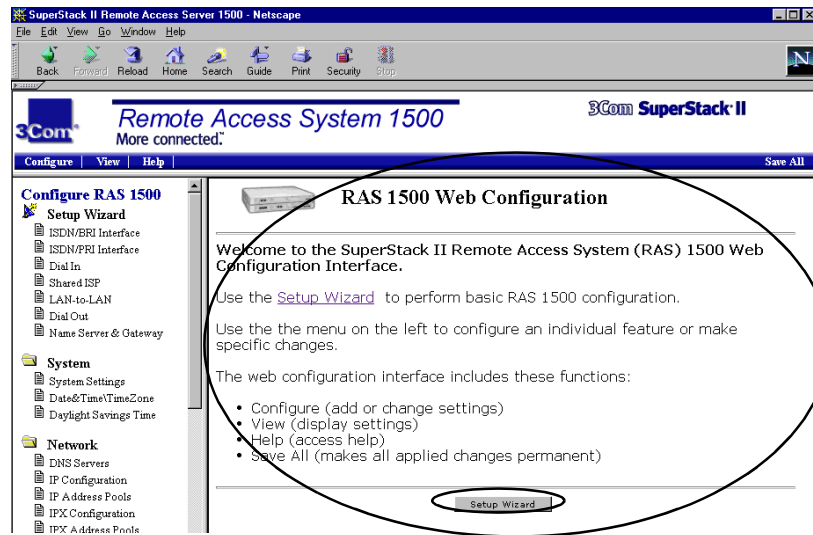 SuperStack II Remote Access Server 1500 - Netscape
File Edit View Go Window Help
Back Forward Reload Home Search Guide Print Security Stop
N
3Com
Remote Access System 1500
More connected.™
3Com SuperStack® II
Configure | View | Help |
Save All
Configure RAS 1500
Setup Wizard
ISDN/BRI Interface
ISDN/PRI Interface
Dial In
Shared ISP
LAN-to-LAN
Dial Out
Name Server & Gateway
System
System Settings
Date&Time\TimeZone
Daylight Savings Time
Network
DNS Servers
IP Configuration
IP Address Pools
IPX Configuration
IPX Address Pools
RAS 1500 Web Configuration
Welcome to the SuperStack II Remote Access System (RAS) 1500 Web
Configuration Interface.
Use the Setup Wizard to perform basic RAS 1500 configuration.
Use the the menu on the left to configure an individual feature or make
specific changes.
The web configuration interface includes these functions:
• Configure (add or change settings)
• View (display settings)
• Help (access help)
• Save All (makes all applied changes permanent)
Setup Wizard